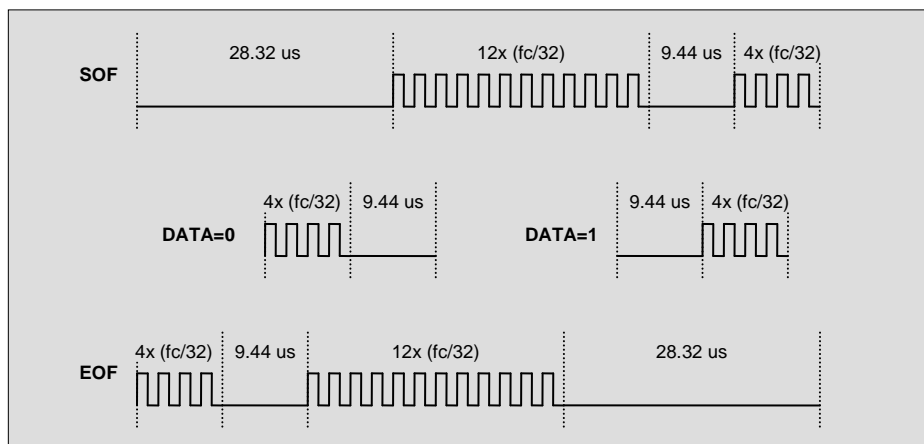 28.32 us 12x (fc/32) 9.44 us 4x (fc/32)
SOF
4x (fc/32) 9.44 us 9.44 us 4x (fc/32)
DATA=0 DATA=1
4x (fc/32) 9.44 us 12x (fc/32) 28.32 us
EOF